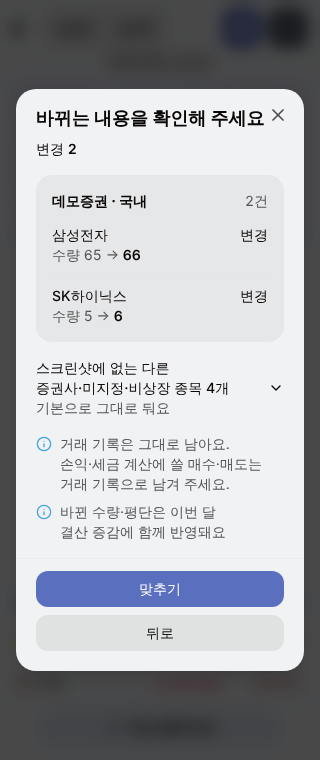 바뀌는 내용을 확인해 주세요
변경 2
데모증권 · 국내 2건
삼성전자 변경
수량 65 → 66
SK하이닉스 변경
수량 5 → 6
스크린샷에 없는 다른
증권사·미지정·비상장 종목 4개
기본으로 그대로 둬요
거래 기록은 그대로 남아요.
손익·세금 계산에 쓸 매수·매도는
거래 기록으로 남겨 주세요.
바뀐 수량·평단은 이번 달
결산 증감에 함께 반영돼요
맞추기
뒤로